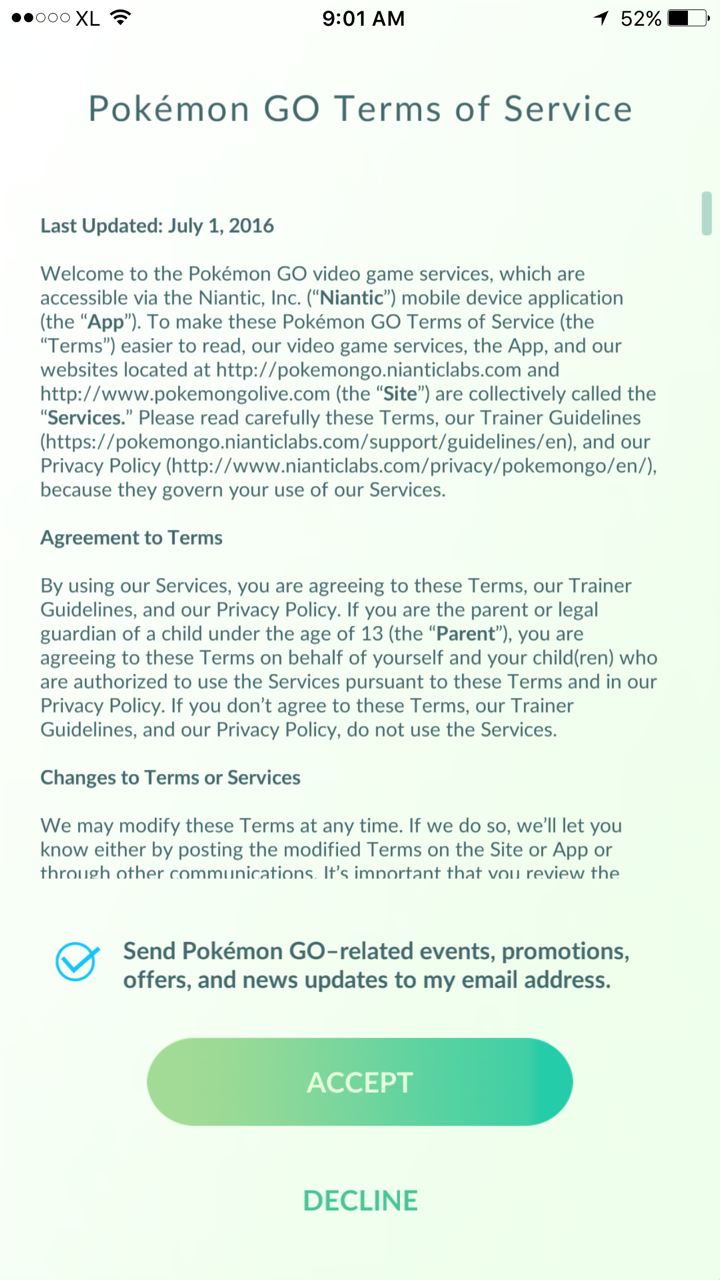 XL 9:01 AM 52%
Pokémon GO Terms of Service
Last Updated: July 1, 2016
Welcome to the Pokémon GO video game services, which are
accessible via the Niantic, Inc. (“Niantic”) mobile device application
(the “App”). To make these Pokémon GO Terms of Service (the
“Terms”) easier to read, our video game services, the App, and our
websites located at http://pokemongo.nianticlabs.com and
http://www.pokemongolive.com (the “Site”) are collectively called the
“Services.” Please read carefully these Terms, our Trainer Guidelines
(https://pokemongo.nianticlabs.com/support/guidelines/en), and our
Privacy Policy (http://www.nianticlabs.com/privacy/pokemongo/en/),
because they govern your use of our Services.
Agreement to Terms
By using our Services, you are agreeing to these Terms, our Trainer
Guidelines, and our Privacy Policy. If you are the parent or legal
guardian of a child under the age of 13 (the “Parent”), you are
agreeing to these Terms on behalf of yourself and your child(ren) who
are authorized to use the Services pursuant to these Terms and in our
Privacy Policy. If you don’t agree to these Terms, our Trainer
Guidelines, and our Privacy Policy, do not use the Services.
Changes to Terms or Services
We may modify these Terms at any time. If we do so, we’ll let you
know either by posting the modified Terms on the Site or App or
through other communications. It’s important that you review the
Send Pokémon GO–related events, promotions,
offers, and news updates to my email address.
ACCEPT
DECLINE